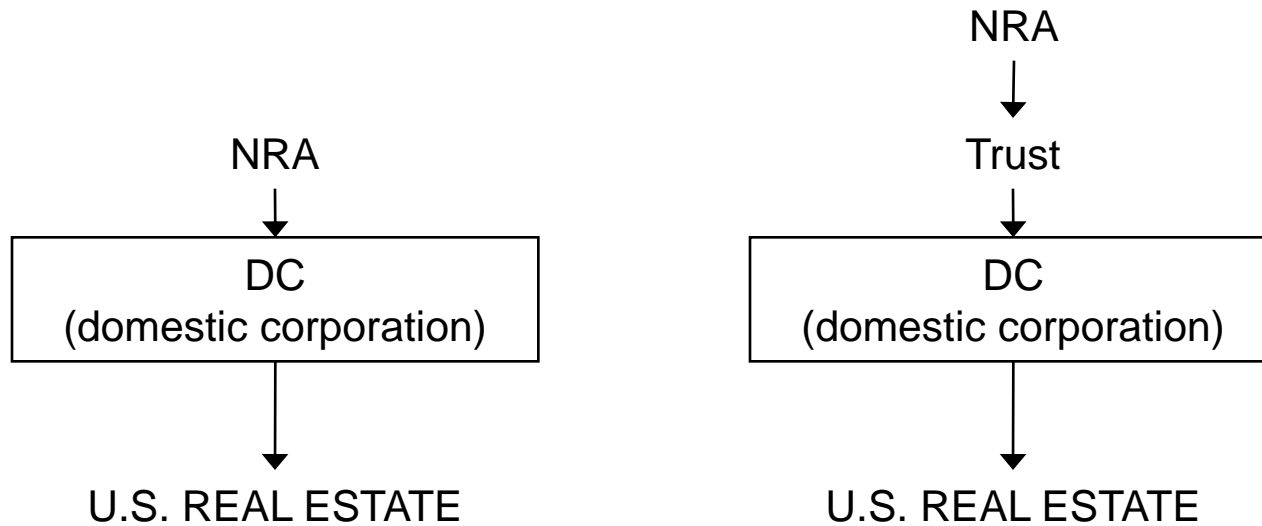 NRA
DC
(domestic corporation)
U.S. REAL ESTATE
NRA
Trust
DC
(domestic corporation)
U.S. REAL ESTATE